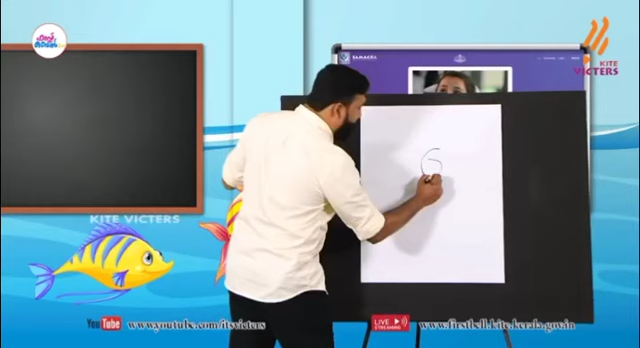 SAMAGRA
KITE
VICTERS
KITE VICTERS
YouTube www.youtube.com/itsvicters LIVE STREAMING www.firstbell.kite.kerala.gov.in